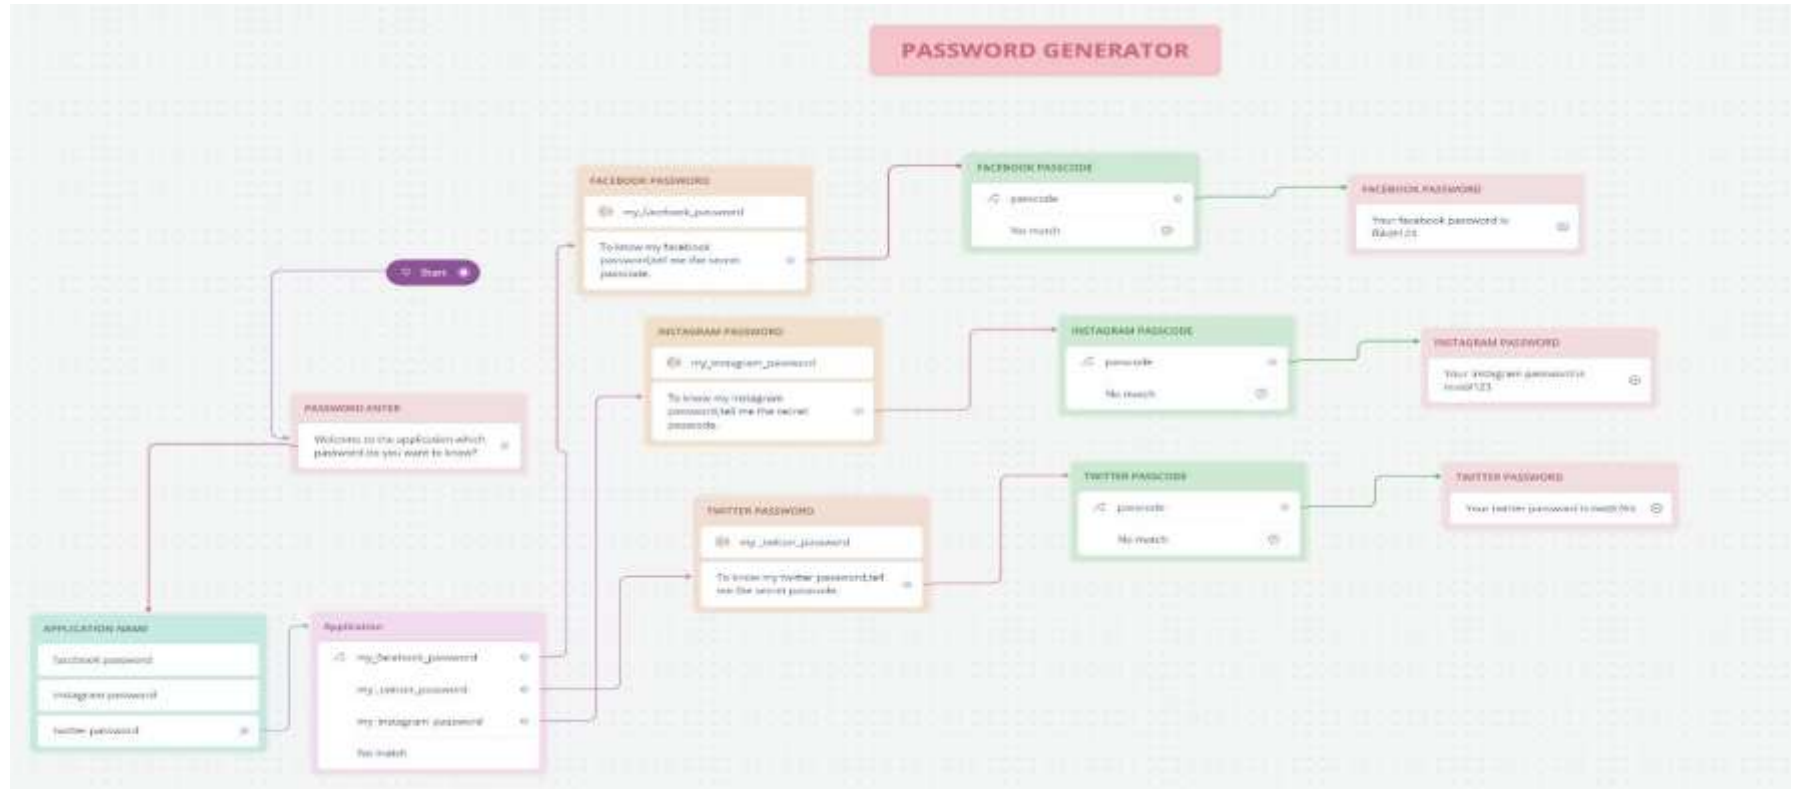 PASSWORD GENERATOR
FACEBOOK PASSWORD
my_facebook_password
To know my facebook
password,tell me the secret
passcode.
FACEBOOK PASSCODE
passcode
No match
FACEBOOK PASSWORD
Your facebook password is
Start
INSTAGRAM PASSWORD
my_instagram_password
To know my instagram
password,tell me the secret
passcode.
INSTAGRAM PASSCODE
passcode
No match
INSTAGRAM PASSWORD
Your instagram password is
PASSWORD ENTER
Welcome to the application which
password do you want to know?
TWITTER PASSWORD
To know my twitter password,tell
me the secret passcode.
TWITTER PASSCODE
passcode
No match
TWITTER PASSWORD
Your twitter password is
APPLICATION NAME
facebook password
instagram password
twitter password
Application
my_facebook_password
my_instagram_password
No match